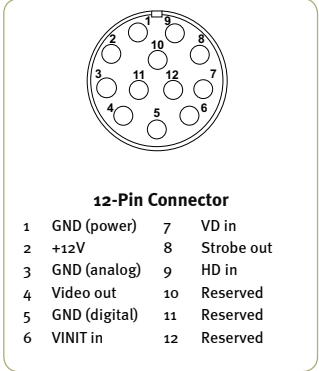 1 9
2 8
10
3 11 12 7
4 6
5
12-Pin Connector
1 GND (power) 7 VD in
2 +12V 8 Strobe out
3 GND (analog) 9 HD in
4 Video out 10 Reserved
5 GND (digital) 11 Reserved
6 VINIT in 12 Reserved